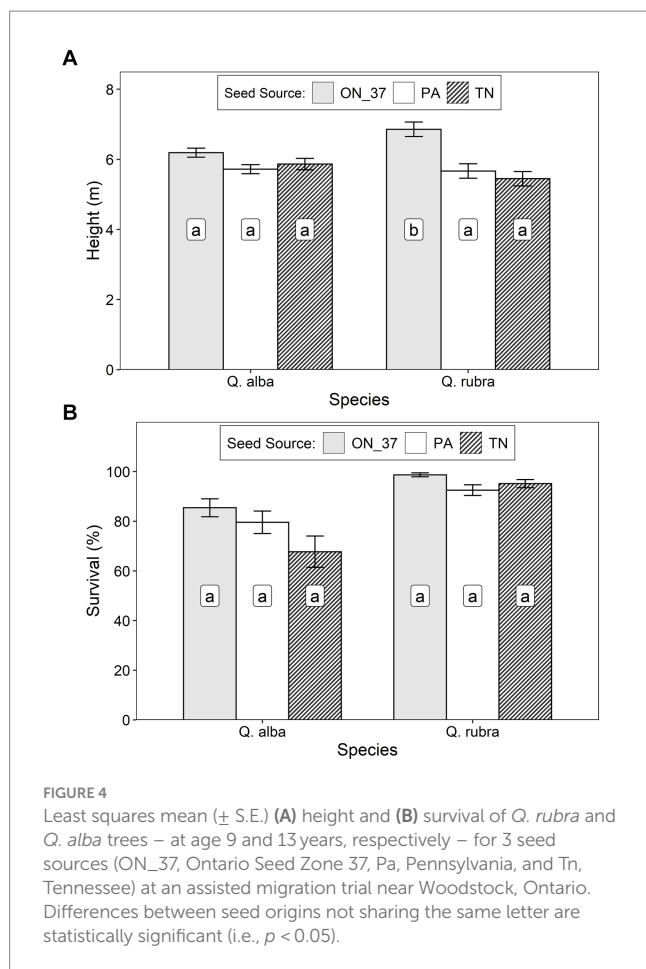 A
Seed Source: ON_37 PA TN
8
6
4
2
0
Height (m)
a a a b a a
Q. alba Q. rubra
Species
B
Seed Source: ON_37 PA TN
100
80
60
40
20
0
Survival (%)
a a a a a a
Q. alba Q. rubra
Species
FIGURE 4
Least squares mean (± S.E.) (A) height and (B) survival of Q. rubra and
Q. alba trees – at age 9 and 13 years, respectively – for 3 seed
sources (ON_37, Ontario Seed Zone 37, Pa, Pennsylvania, and Tn,
Tennessee) at an assisted migration trial near Woodstock, Ontario.
Differences between seed origins not sharing the same letter are
statistically significant (i.e., p < 0.05).